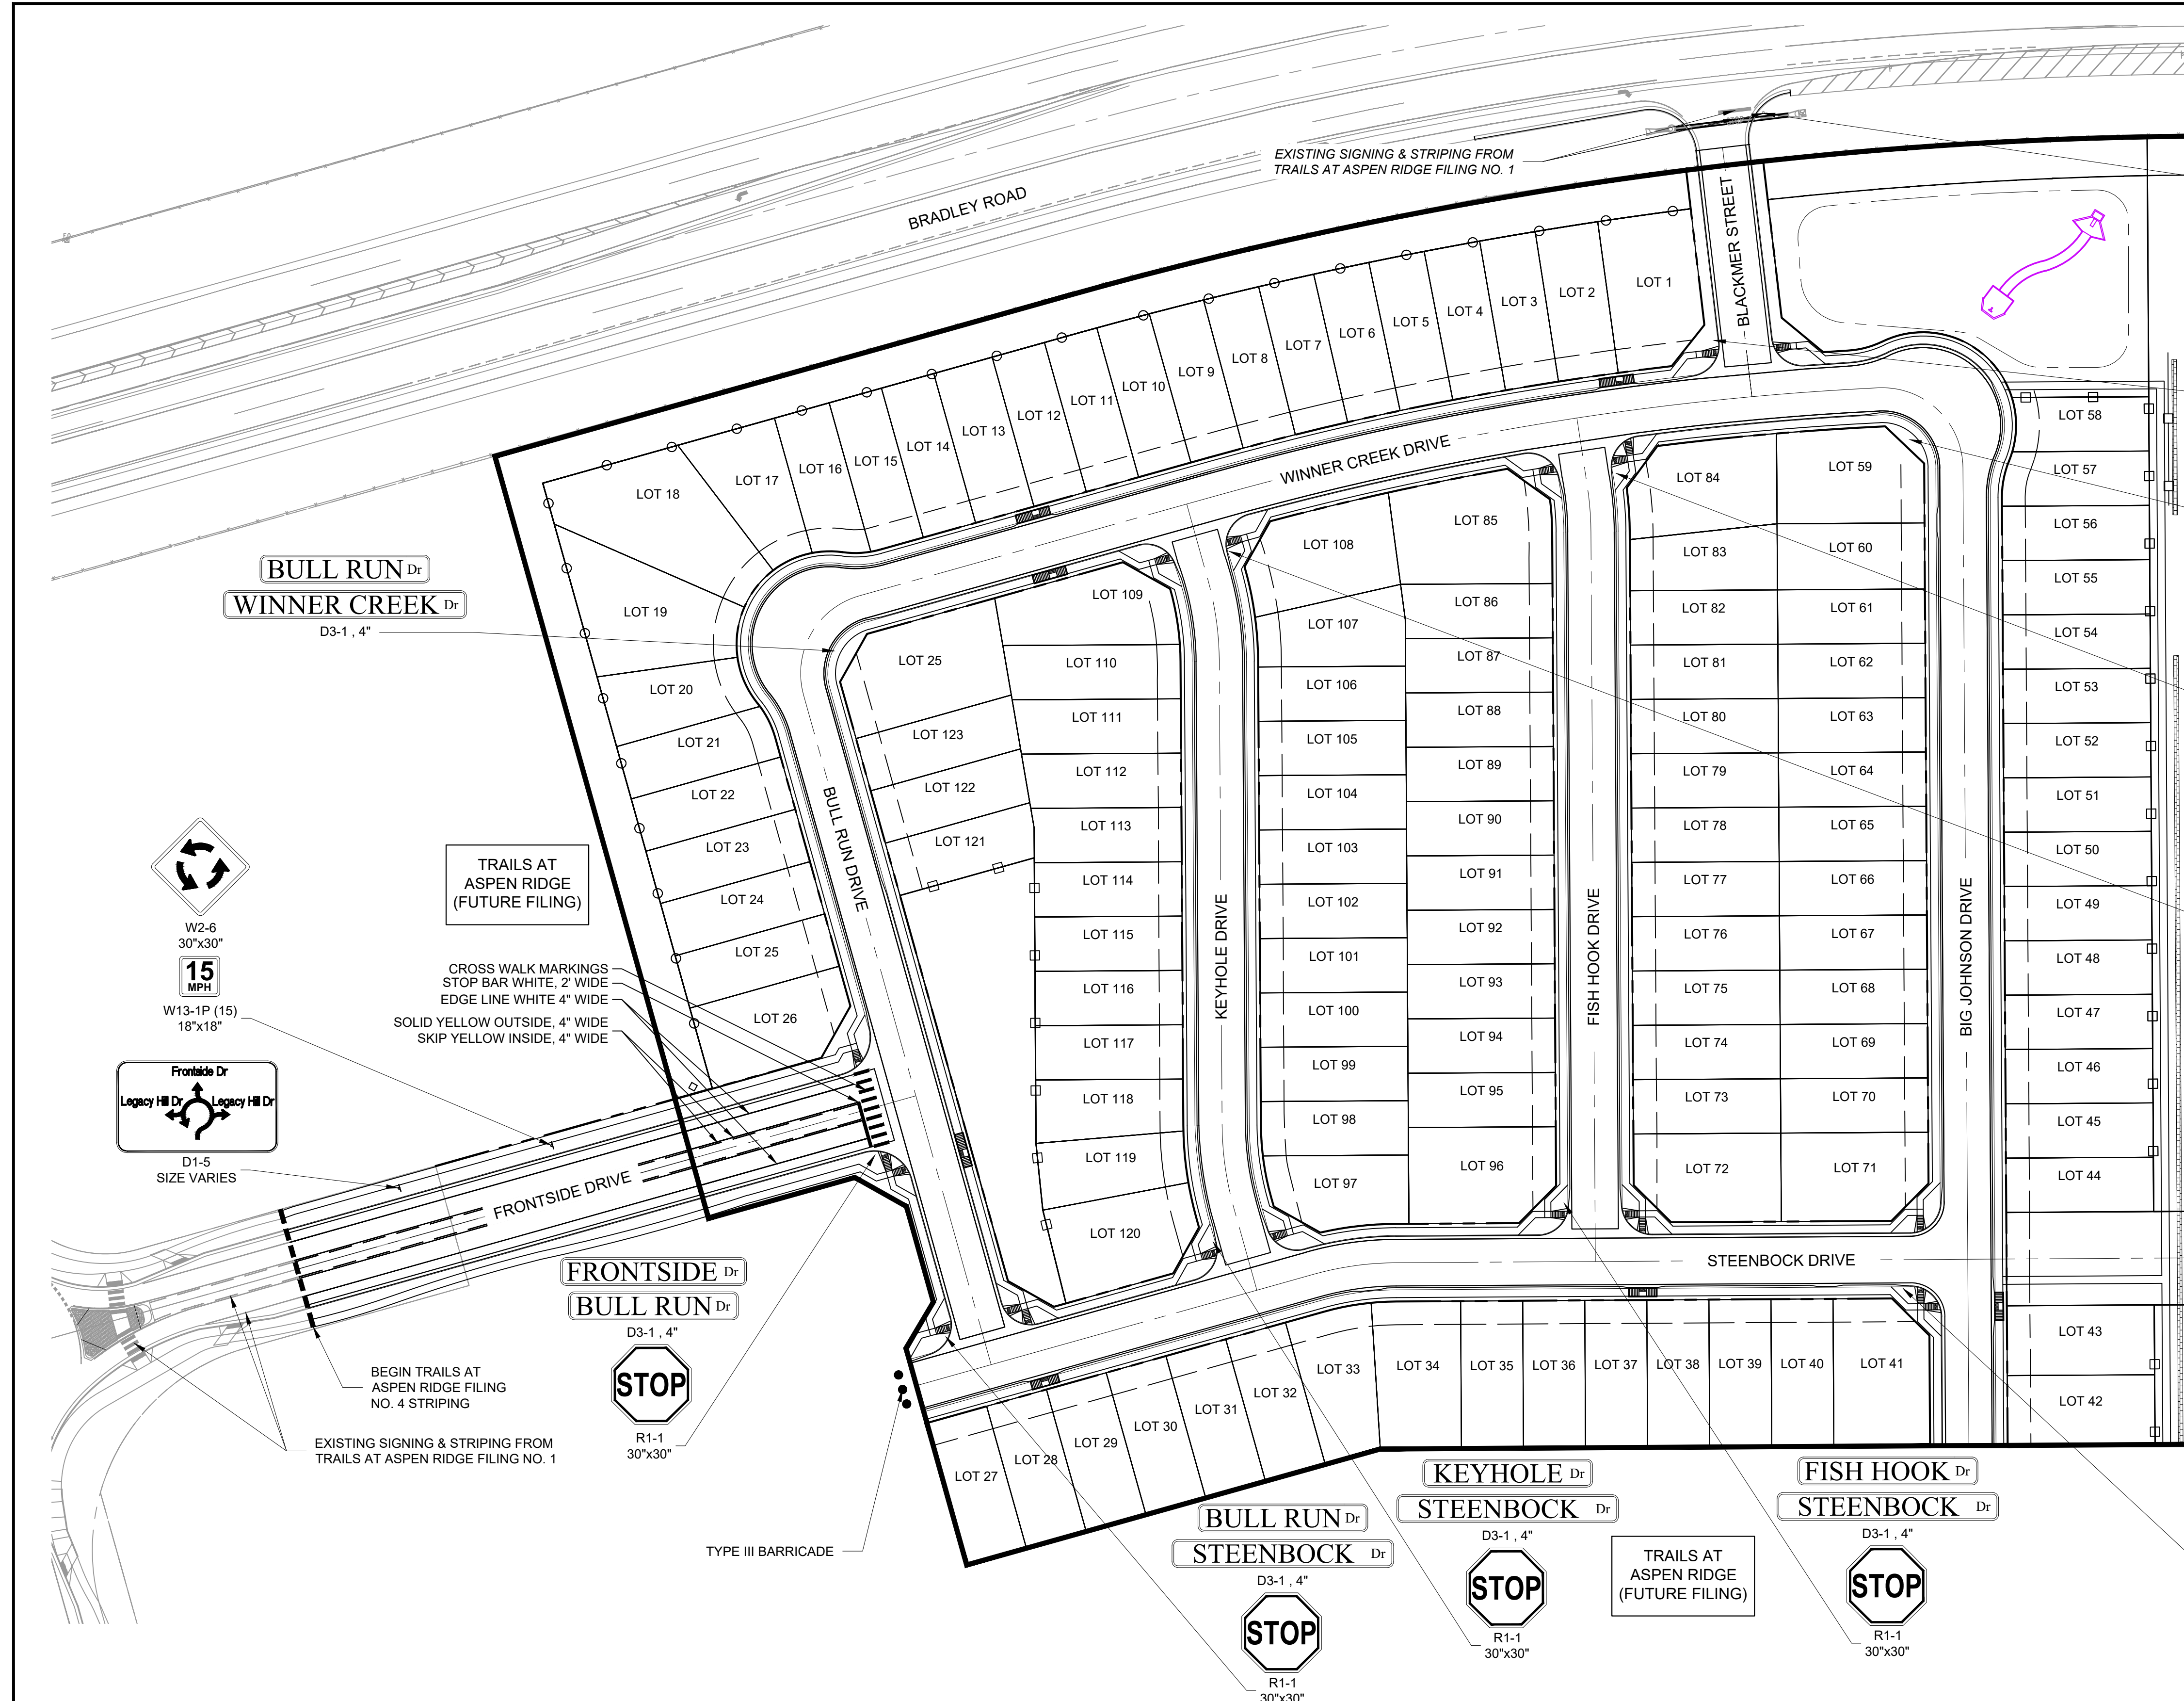 EXISTING SIGNING & STRIPING FROM
TRAILS AT ASPEN RIDGE FILING NO. 1
BRADLEY ROAD
BLACKMER STREET
LOT 1
LOT 2
LOT 3
LOT 4
LOT 5
LOT 6
LOT 7
LOT 8
LOT 9
LOT 10
LOT 11
LOT 12
LOT 13
LOT 14
LOT 15
LOT 16
LOT 17
LOT 18
LOT 19
LOT 20
LOT 21
LOT 22
LOT 23
LOT 24
LOT 25
LOT 26
WINNER CREEK DRIVE
BULL RUN Dr
WINNER CREEK Dr
D3-1 , 4"
BULL RUN DRIVE
LOT 25
LOT 123
LOT 122
LOT 121
LOT 109
LOT 110
LOT 111
LOT 112
LOT 113
LOT 114
LOT 115
LOT 116
LOT 117
LOT 118
LOT 119
LOT 120
KEYHOLE DRIVE
LOT 108
LOT 107
LOT 106
LOT 105
LOT 104
LOT 103
LOT 102
LOT 101
LOT 100
LOT 99
LOT 98
LOT 97
LOT 85
LOT 86
LOT 87
LOT 88
LOT 89
LOT 90
LOT 91
LOT 92
LOT 93
LOT 94
LOT 95
LOT 96
FISH HOOK DRIVE
LOT 84
LOT 83
LOT 82
LOT 81
LOT 80
LOT 79
LOT 78
LOT 77
LOT 76
LOT 75
LOT 74
LOT 73
LOT 72
LOT 59
LOT 60
LOT 61
LOT 62
LOT 63
LOT 64
LOT 65
LOT 66
LOT 67
LOT 68
LOT 69
LOT 70
LOT 71
BIG JOHNSON DRIVE
LOT 58
LOT 57
LOT 56
LOT 55
LOT 54
LOT 53
LOT 52
LOT 51
LOT 50
LOT 49
LOT 48
LOT 47
LOT 46
LOT 45
LOT 44
LOT 43
LOT 42
STEENBOCK DRIVE
LOT 27
LOT 28
LOT 29
LOT 30
LOT 31
LOT 32
LOT 33
LOT 34
LOT 35
LOT 36
LOT 37
LOT 38
LOT 39
LOT 40
LOT 41
TRAILS AT
ASPEN RIDGE
(FUTURE FILING)
W2-6
30"x30"
15
MPH
W13-1P (15)
18"x18"
CROSS WALK MARKINGS
STOP BAR WHITE, 2' WIDE
EDGE LINE WHITE 4" WIDE
SOLID YELLOW OUTSIDE, 4" WIDE
SKIP YELLOW INSIDE, 4" WIDE
Frontside Dr
Legacy Hill Dr
Legacy Hill Dr
D1-5
SIZE VARIES
FRONTSIDE DRIVE
FRONTSIDE Dr
BULL RUN Dr
D3-1 , 4"
STOP
R1-1
30"x30"
BEGIN TRAILS AT
ASPEN RIDGE FILING
NO. 4 STRIPING
EXISTING SIGNING & STRIPING FROM
TRAILS AT ASPEN RIDGE FILING NO. 1
TYPE III BARRICADE
BULL RUN Dr
STEENBOCK Dr
D3-1 , 4"
STOP
R1-1
30"x30"
KEYHOLE Dr
STEENBOCK Dr
D3-1 , 4"
STOP
R1-1
30"x30"
TRAILS AT
ASPEN RIDGE
(FUTURE FILING)
FISH HOOK Dr
STEENBOCK Dr
D3-1 , 4"
STOP
R1-1
30"x30"